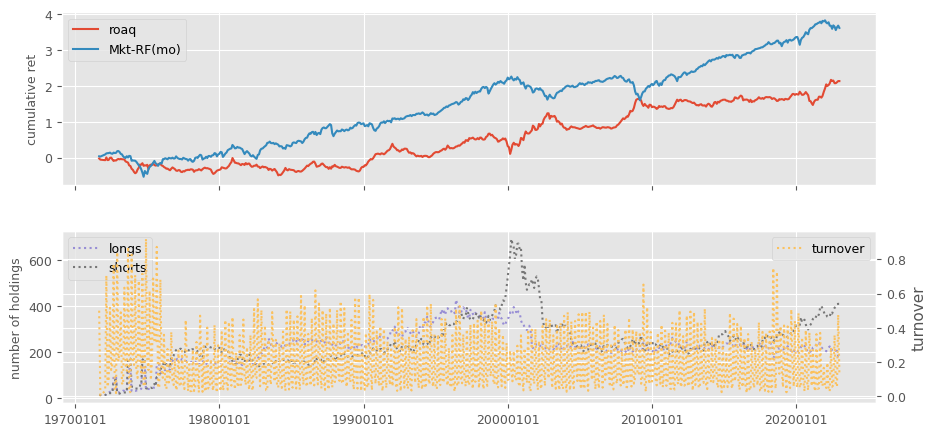 4
3
2
1
0
cumulative ret
roaq
Mkt-RF(mo)
600
400
200
0
number of holdings
longs
shorts
turnover
0.8
0.6
0.4
0.2
0.0
turnover
19700101 19800101 19900101 20000101 20100101 20200101